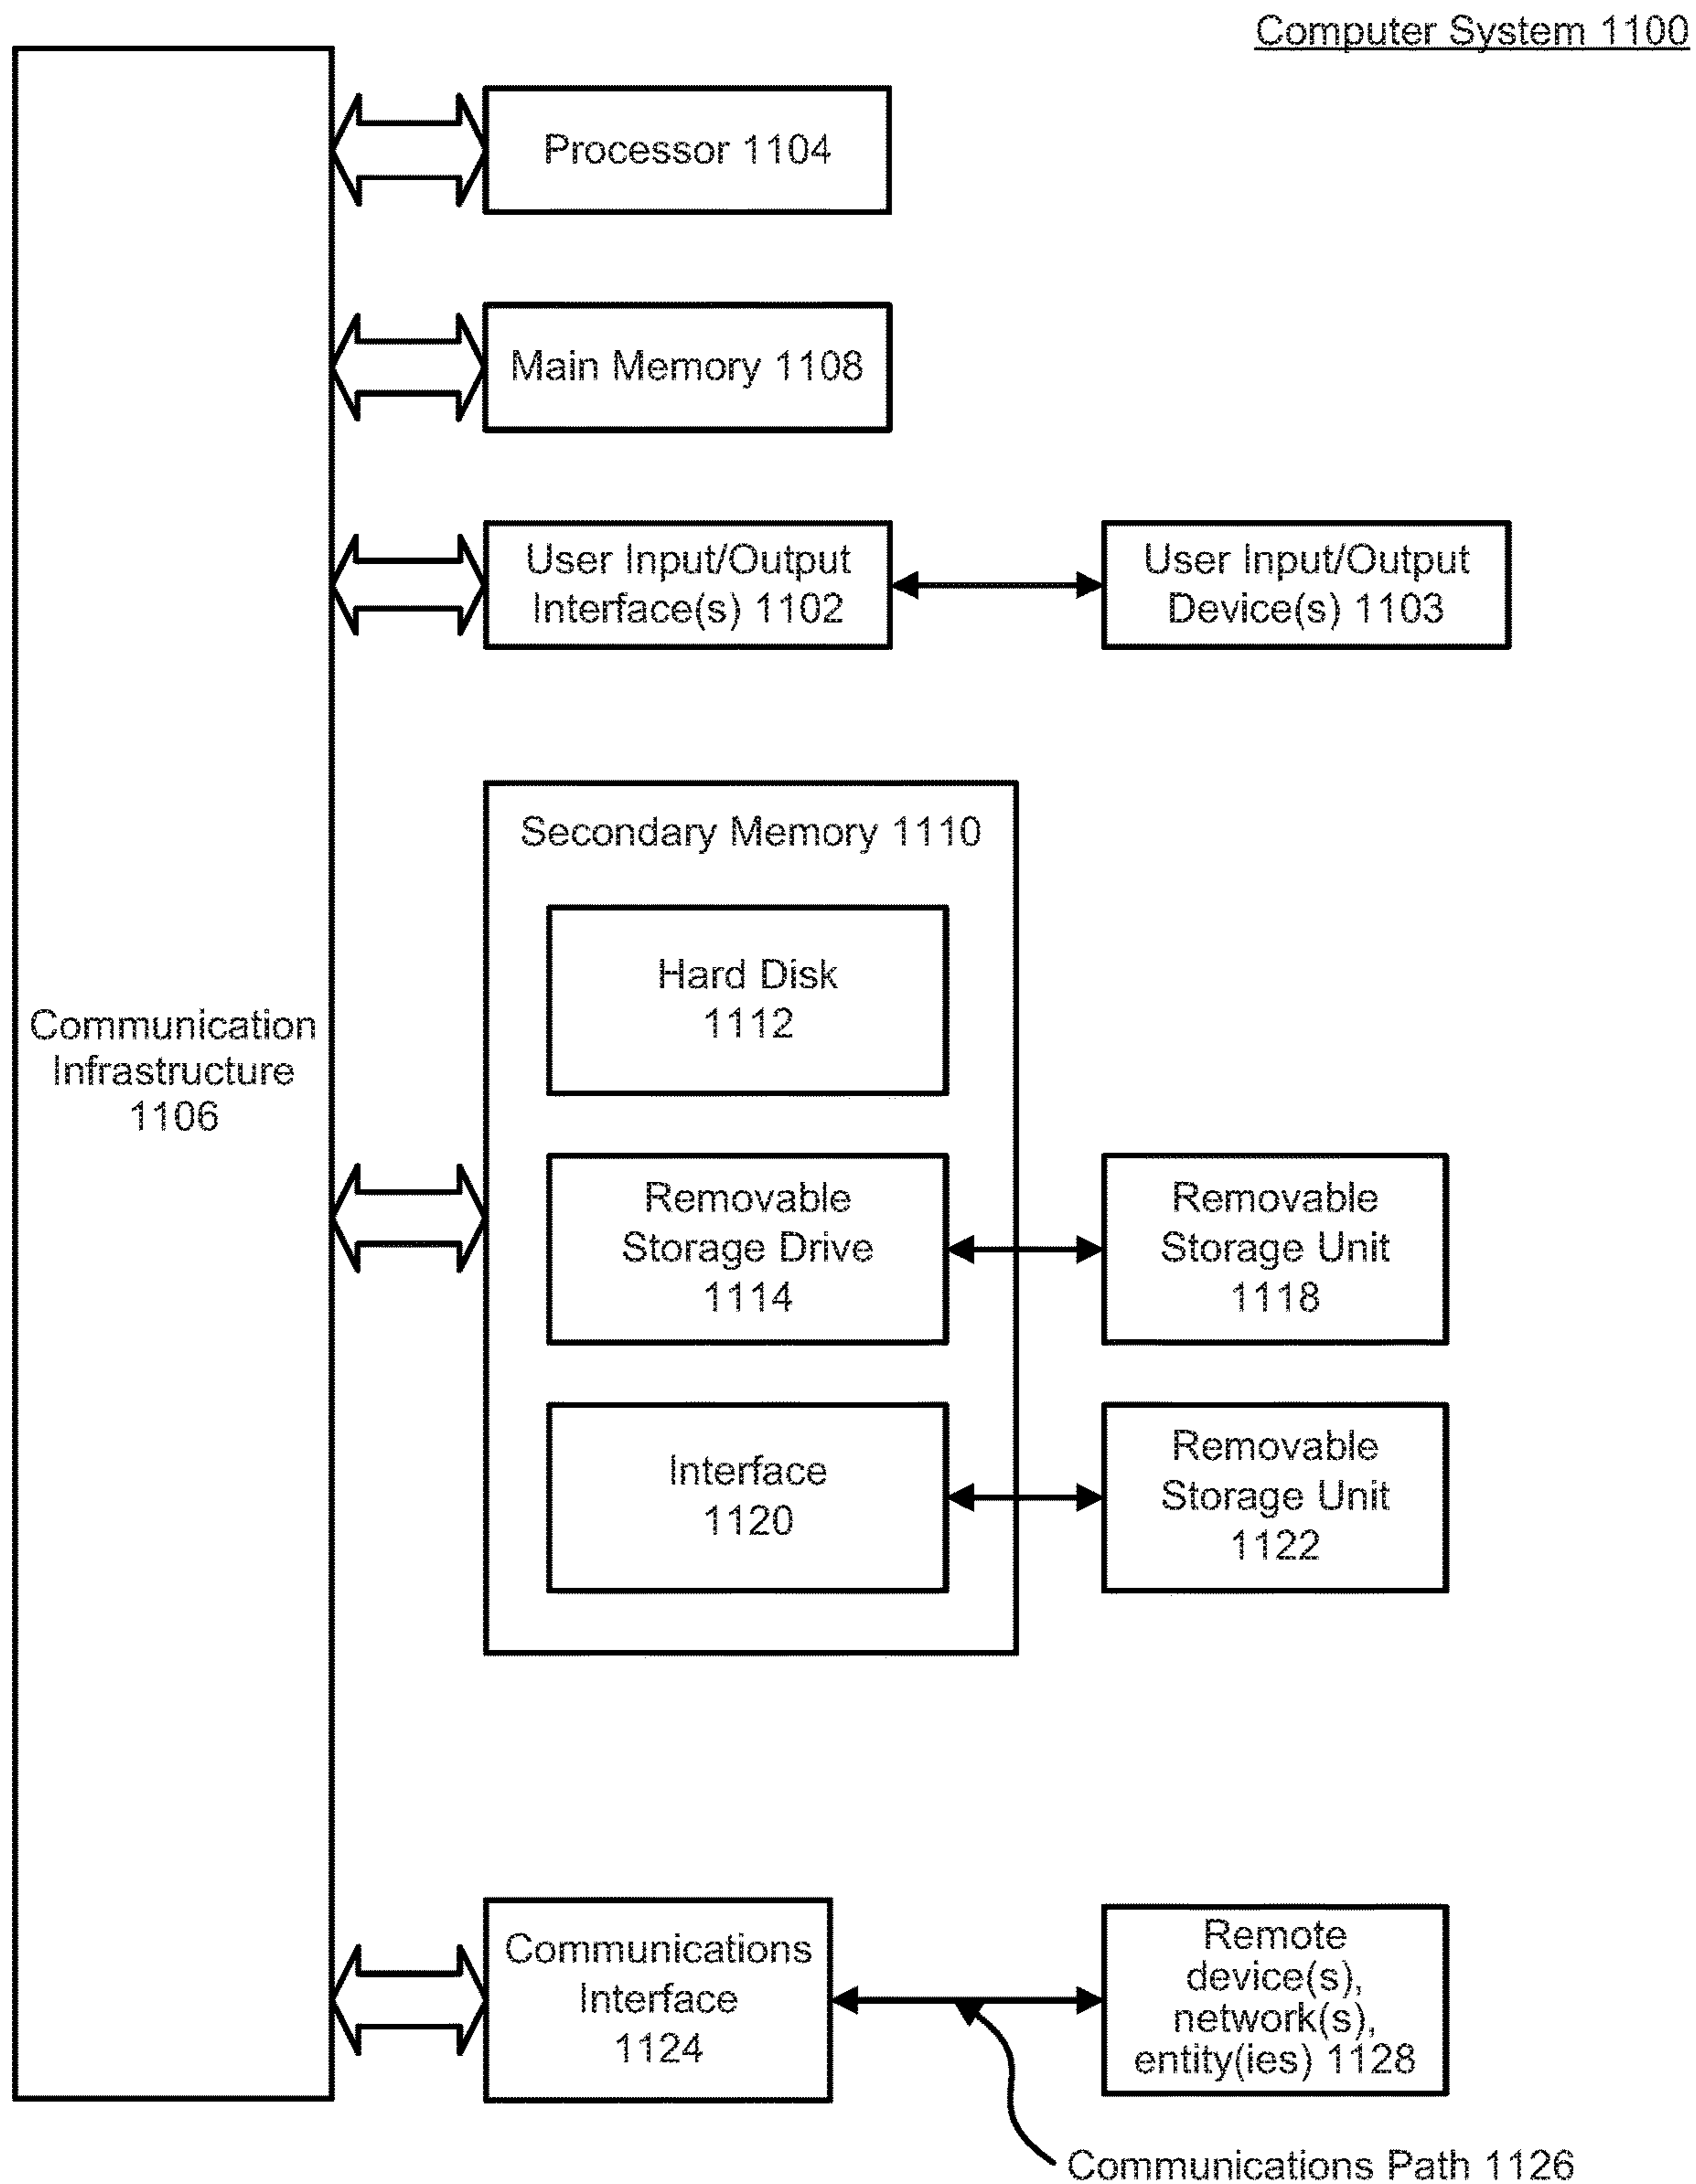 Computer System 1100
Processor 1104
Main Memory 1108
User Input/Output
Interface(s) 1102
User Input/Output
Device(s) 1103
Secondary Memory 1110
Hard Disk
1112
Communication
Infrastructure
1106
Removable
Storage Drive
1114
Removable
Storage Unit
1118
Interface
1120
Removable
Storage Unit
1122
Communications
Interface
1124
Remote
device(s),
network(s),
entity(ies) 1128
Communications Path 1126